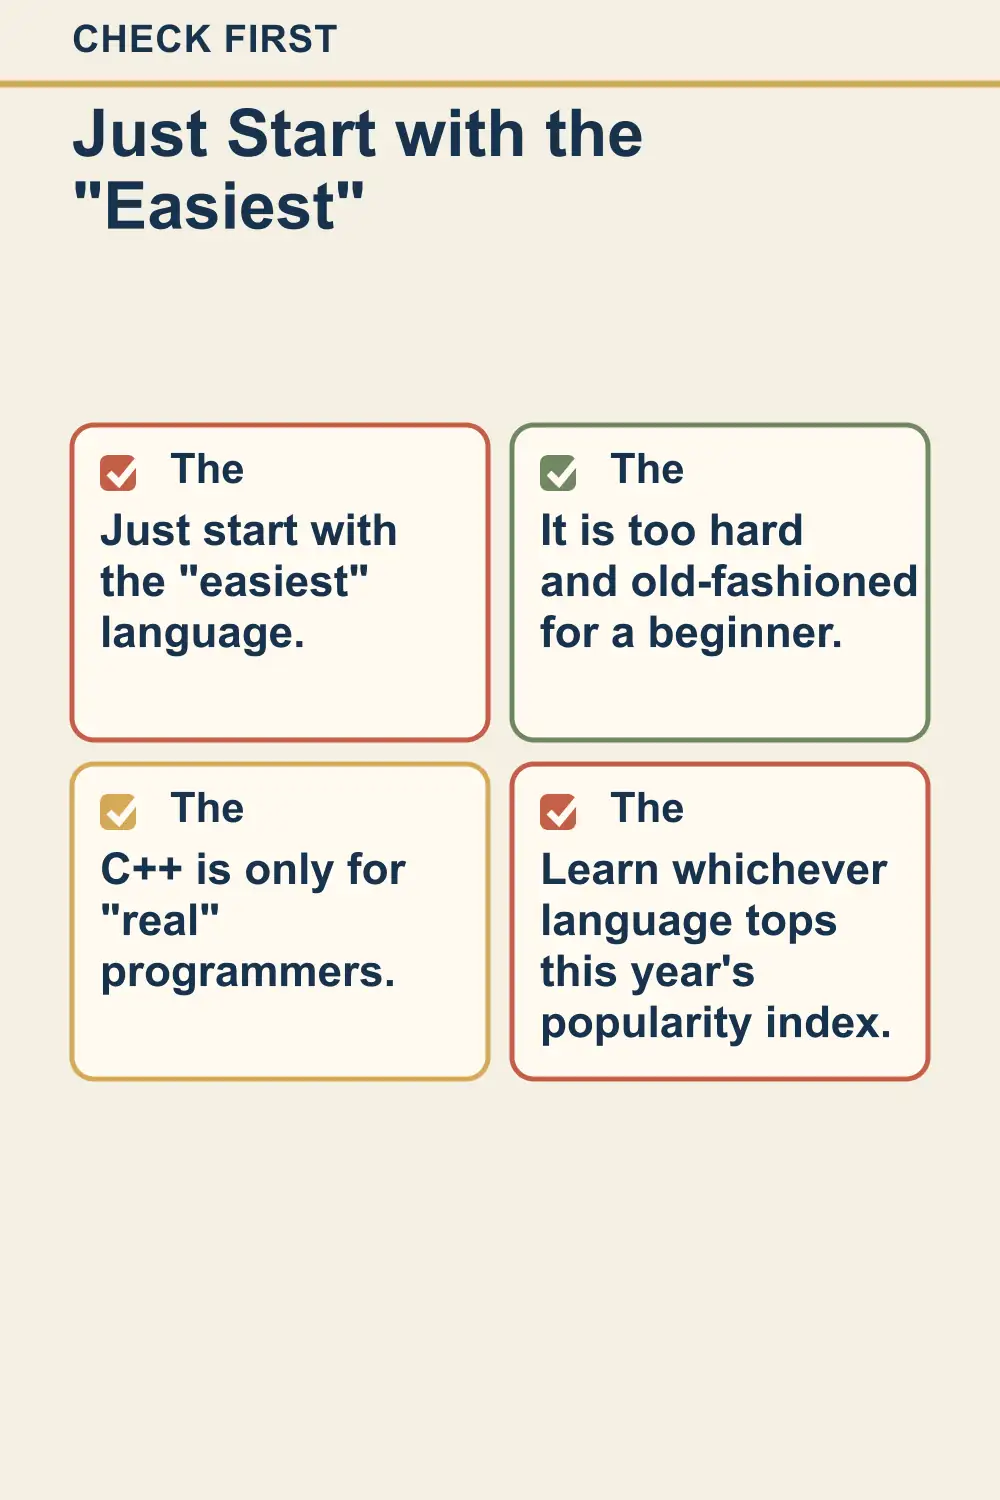 CHECK FIRST
Just Start with the
"Easiest"
The
Just start with
the "easiest"
language.
The
It is too hard
and old-fashioned
for a beginner.
The
C++ is only for
"real"
programmers.
The
Learn whichever
language tops
this year's
popularity index.